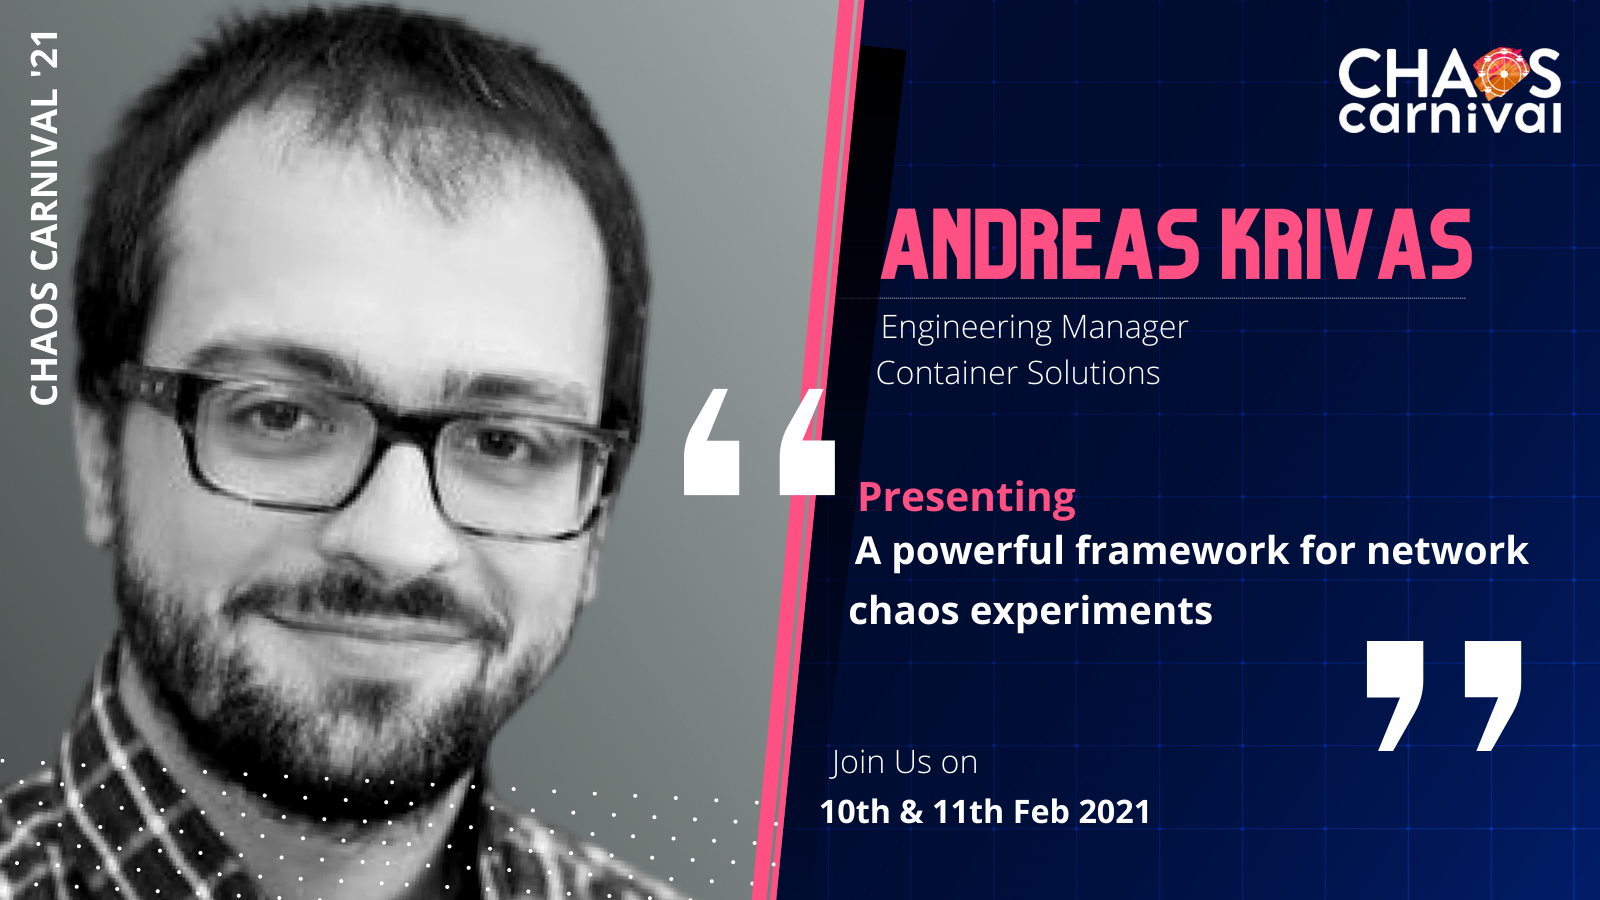 CHAOS CARNIVAL '21
CHAOS
carnival
ANDREAS KRIVAS
Engineering Manager
Container Solutions
“
Presenting
A powerful framework for network
chaos experiments
”
Join Us on
10th & 11th Feb 2021